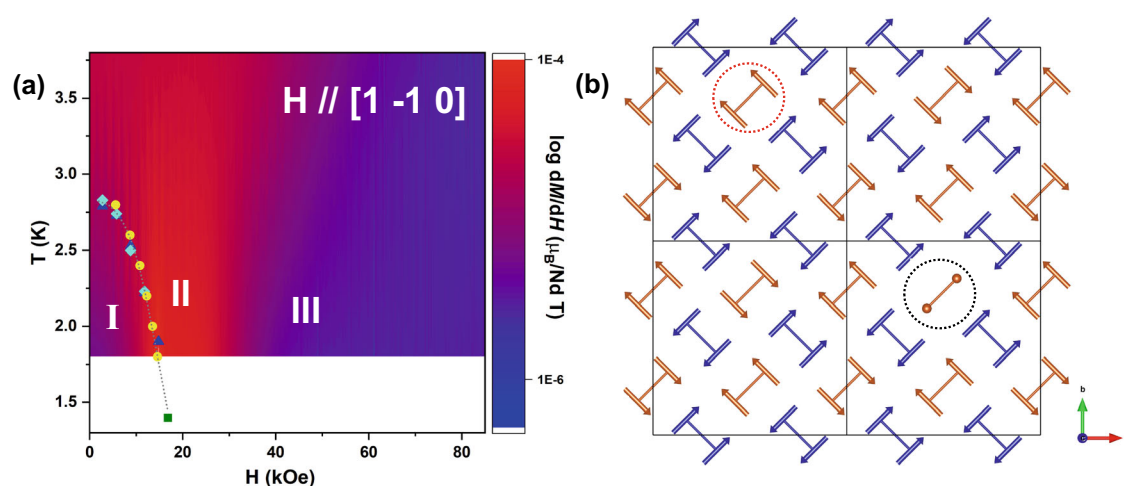 (a)
H // [1 -1 0]
I
II
III
3.5
3.0
2.5
2.0
1.5
T (K)
0
20
40
60
80
H (kOe)
1E-4
1E-6
log dM/dH (μB/Nd T)
(b)
b